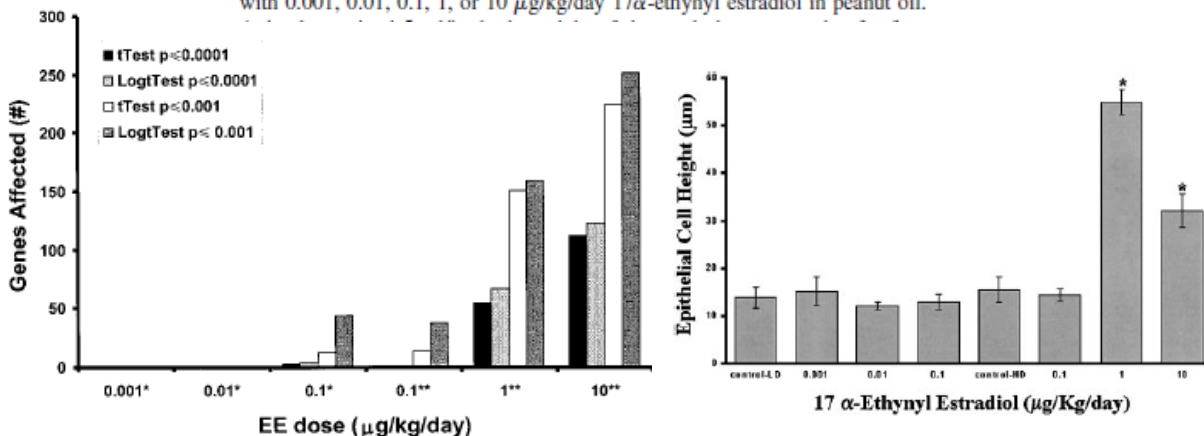 with 0.001, 0.01, 0.1, 1, or 10 μg/kg/day 17α-ethynyl estradiol in peanut oil.
300
250
200
150
100
50
0
Genes Affected (#)
tTest p⩽0.0001
LogtTest p⩽0.0001
tTest p⩽0.001
LogtTest p⩽ 0.001
0.001* 0.01* 0.1* 0.1** 1** 10**
EE dose (μg/kg/day)
60
50
40
30
20
10
0
Epithelial Cell Height (μm)
*
*
control-LD 0.001 0.01 0.1 control-HD 0.1 1 10
17 α-Ethynyl Estradiol (μg/Kg/day)